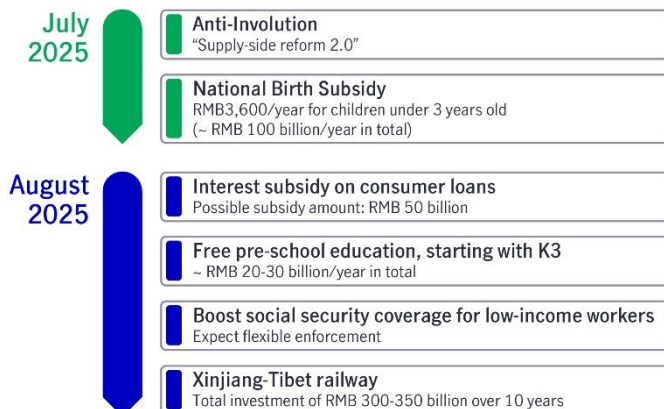 July
2025
Anti-Involution
“Supply-side reform 2.0”
National Birth Subsidy
RMB3,600/year for children under 3 years old
(~ RMB 100 billion/year in total)
August
2025
Interest subsidy on consumer loans
Possible subsidy amount: RMB 50 billion
Free pre-school education, starting with K3
~ RMB 20-30 billion/year in total
Boost social security coverage for low-income workers
Expect flexible enforcement
Xinjiang-Tibet railway
Total investment of RMB 300-350 billion over 10 years